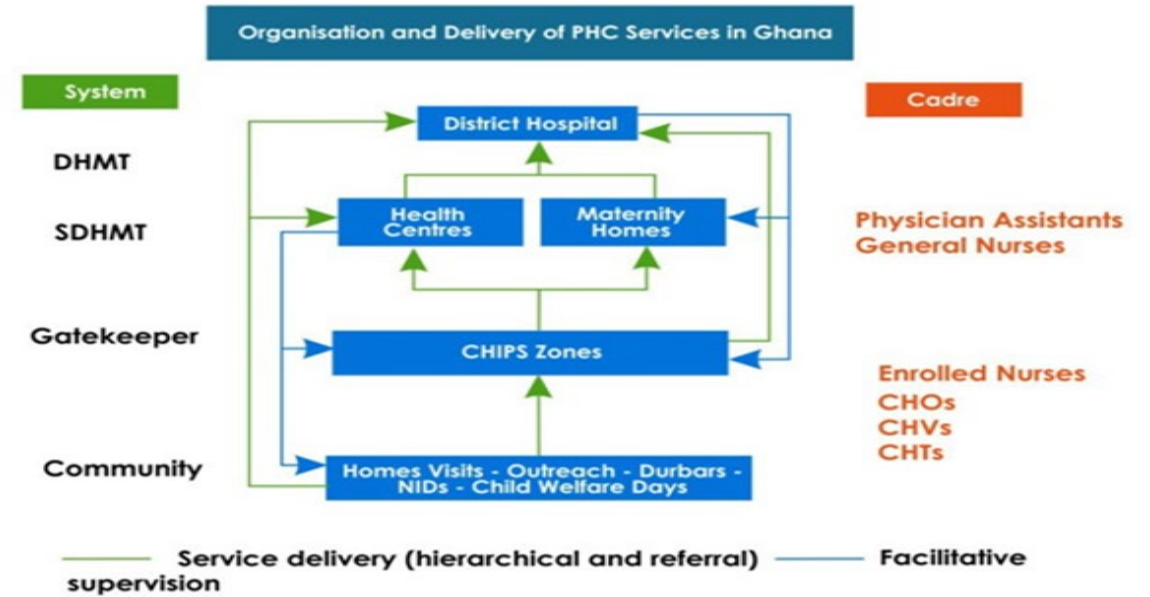 Organisation and Delivery of PHC Services in Ghana
System
Cadre
District Hospital
DHMT
Health
Centres
Maternity
Homes
SDHMT
Physician Assistants
General Nurses
Gatekeeper
CHIPS Zones
Enrolled Nurses
CHOs
CHVs
CHTs
Community
Homes Visits - Outreach - Durbars -
NIDs - Child Welfare Days
Service delivery (hierarchical and referral)
Facilitative
supervision